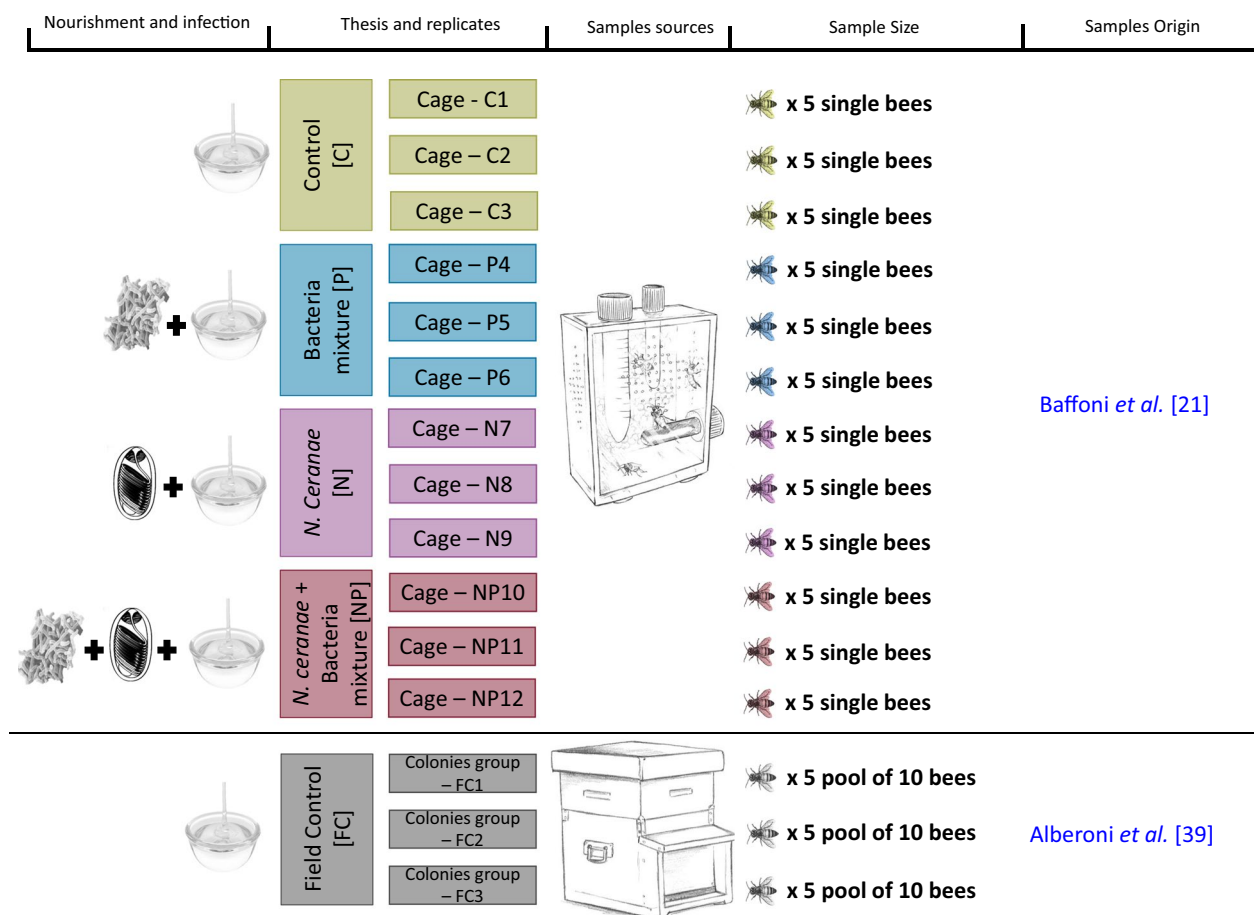 Nourishment and infection
Thesis and replicates
Samples sources
Sample Size
Samples Origin
Control
[C]
Cage - C1
x 5 single bees
Cage – C2
x 5 single bees
Cage – C3
x 5 single bees
Bacteria
mixture [P]
Cage – P4
x 5 single bees
Cage – P5
x 5 single bees
Cage – P6
x 5 single bees
N. Ceranae
[N]
Cage – N7
x 5 single bees
Cage – N8
x 5 single bees
Cage – N9
x 5 single bees
N. ceranae +
Bacteria
mixture [NP]
Cage – NP10
x 5 single bees
Cage – NP11
x 5 single bees
Cage – NP12
x 5 single bees
Baffoni et al. [21]
Field Control
[FC]
Colonies group
– FC1
x 5 pool of 10 bees
Colonies group
– FC2
x 5 pool of 10 bees
Colonies group
– FC3
x 5 pool of 10 bees
Alberoni et al. [39]